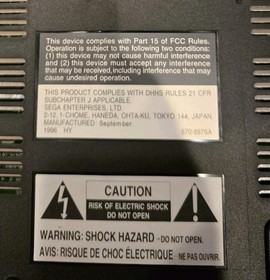 This device complies with Part 15 of FCC Rules.
Operation is subject to the following two conditions:
(1) this device may not cause harmful interference
and (2) this device must accept any interference
that may be received, including interference that
may cause undesired operation.
THIS PRODUCT COMPLIES WITH DHHS RULES 21 CFR
SUBCHAPTER J APPLICABLE.
SEGA ENTERPRISES, LTD.
2-12, 1-CHOME, HANEDA, OHTA-KU, TOKYO 144, JAPAN
MANUFACTURED: September,
1996 HY
CAUTION
RISK OF ELECTRIC SHOCK
DO NOT OPEN
WARNING: SHOCK HAZARD - DO NOT OPEN.
AVIS: RISQUE DE CHOC ÉLECTRIQUE - NE PAS OUVRIR.